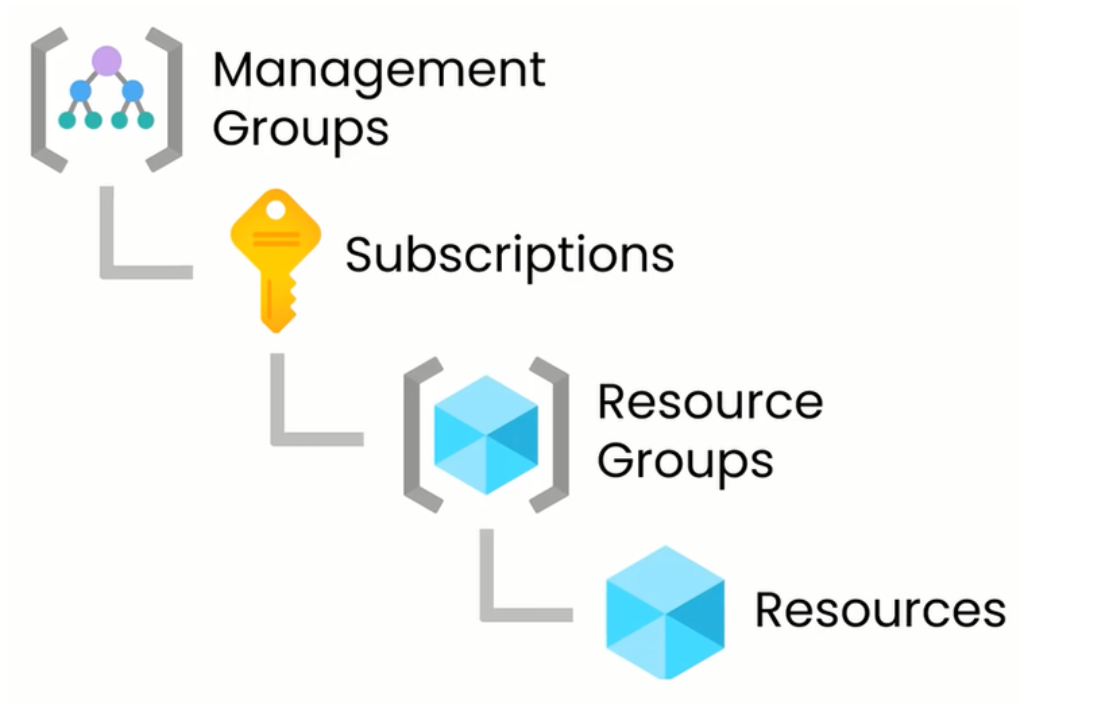 Management
Groups
Subscriptions
Resource
Groups
Resources